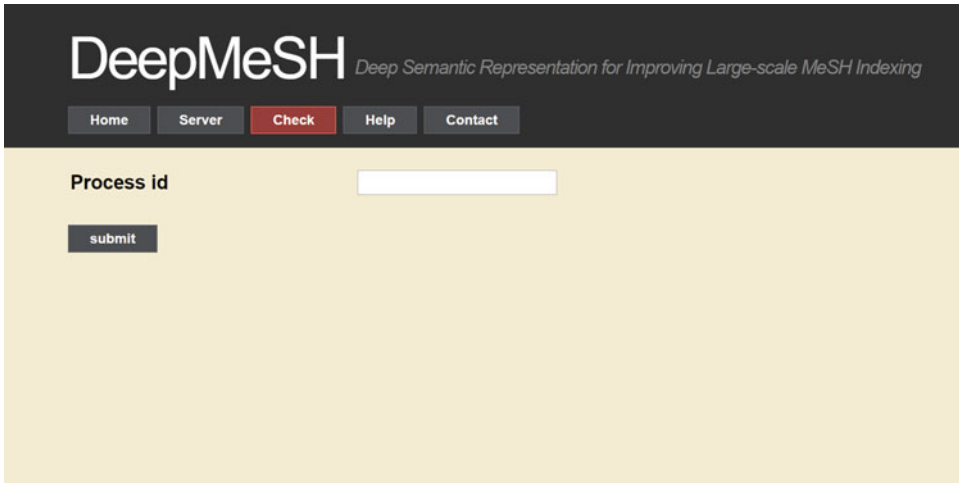 DeepMeSH Deep Semantic Representation for Improving Large-scale MeSH Indexing
Home Server Check Help Contact
Process id
submit